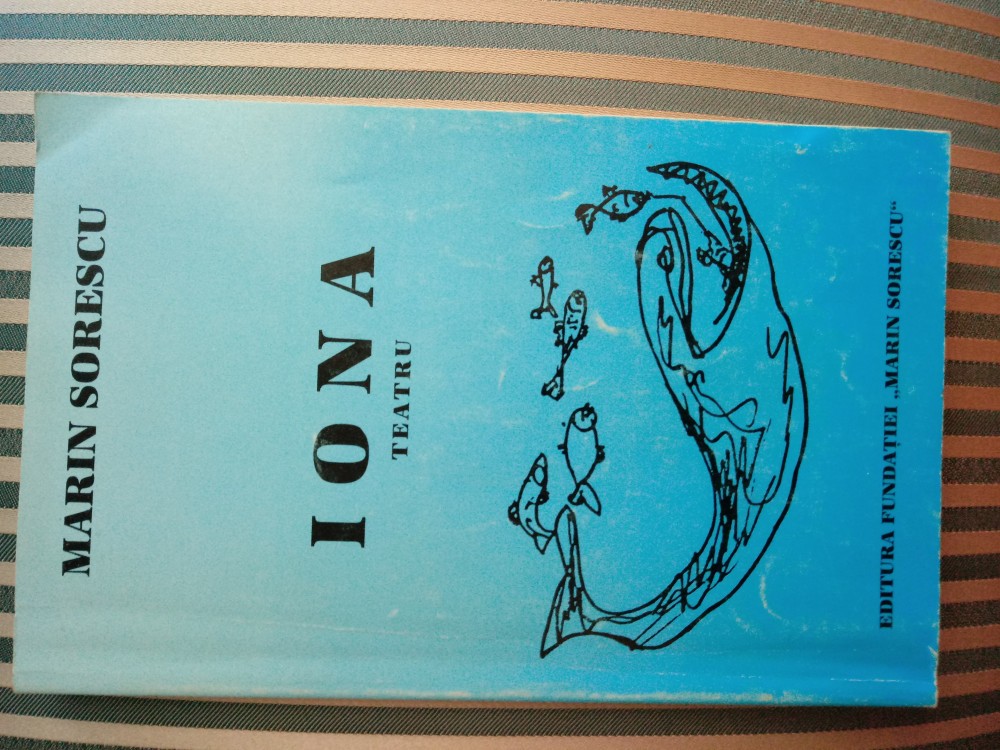 MARIN SORESCU
IONA
TEATRU
EDITURA FUNDAȚIEI „MARIN SORESCU“